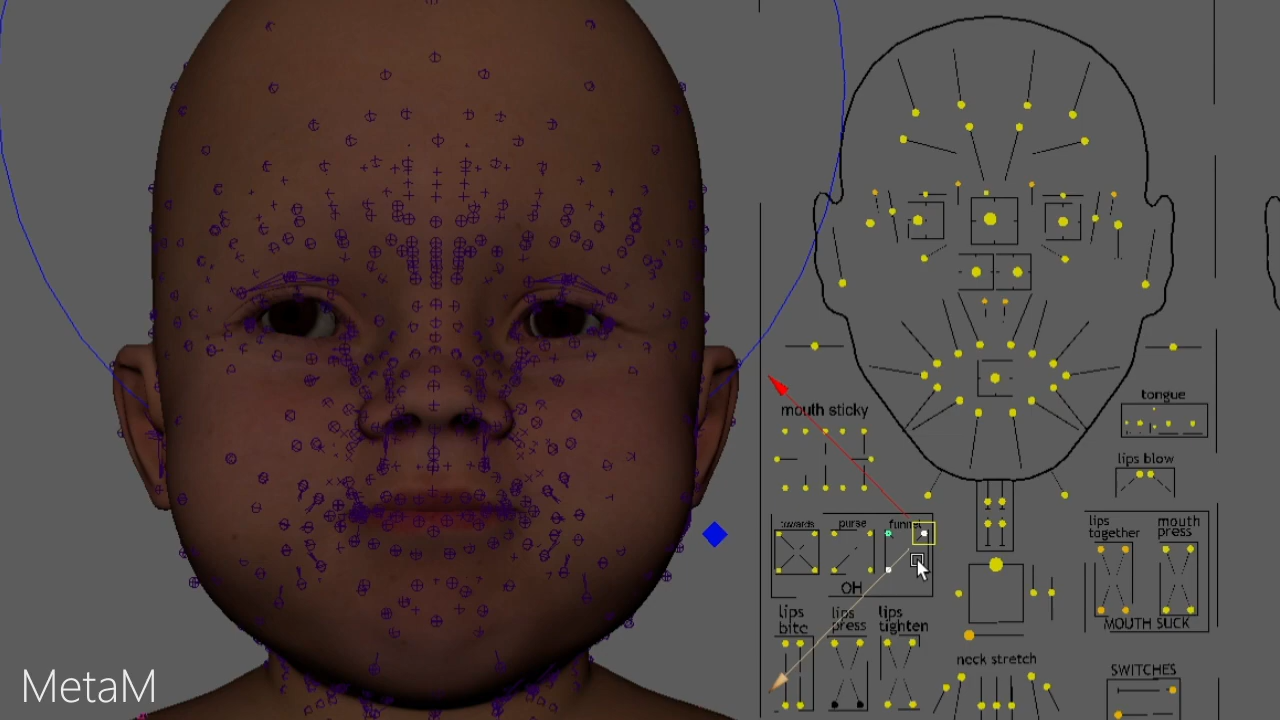 mouth sticky
tongue
lips blow
towards
purse
funnel
OH
lips
together
mouth
press
MOUTH SUCK
lips
bite
lips
press
lips
tighten
neck stretch
SWITCHES
MetaM